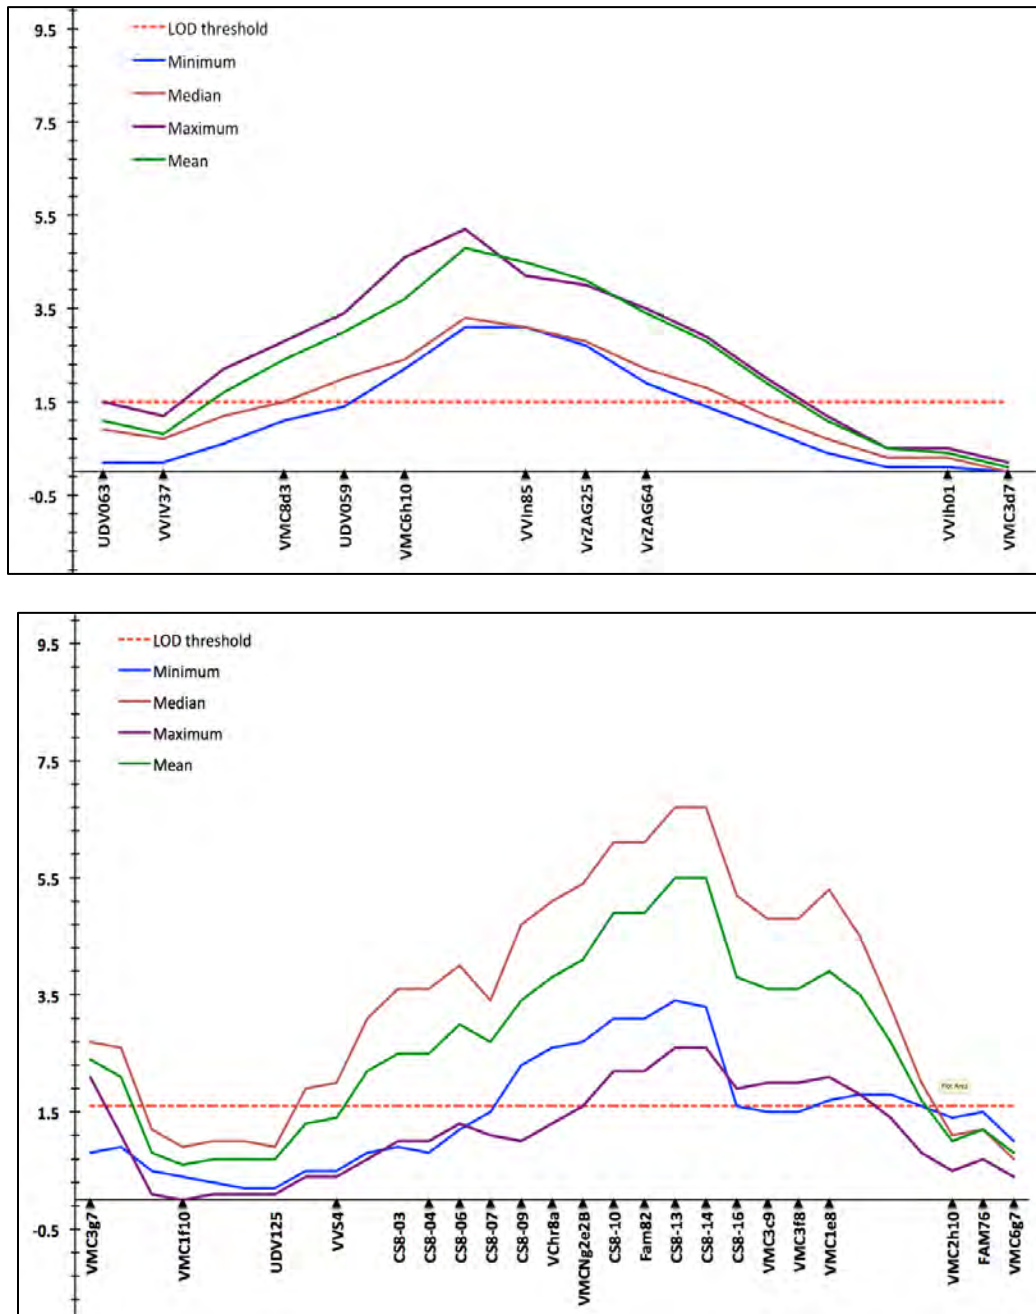 9.5
7.5
5.5
3.5
1.5
-0.5
LOD threshold
Minimum
Median
Maximum
Mean
UDV063
VVIV37
VMC8d3
UDV059
VMC6h10
VVIn85
VrZAG25
VrZAG64
VVIh01
VMC3d7
9.5
7.5
5.5
3.5
1.5
-0.5
LOD threshold
Minimum
Median
Maximum
Mean
Plot Area
VMC3g7
VMC1f10
UDV125
VVS4
CS8-03
CS8-04
CS8-06
CS8-07
CS8-09
VChr8a
VMCNg2e2B
CS8-10
Fam82
CS8-13
CS8-14
CS8-16
VMC3c9
VMC3f8
VMC1e8
VMC2h10
FAM76
VMC6g7